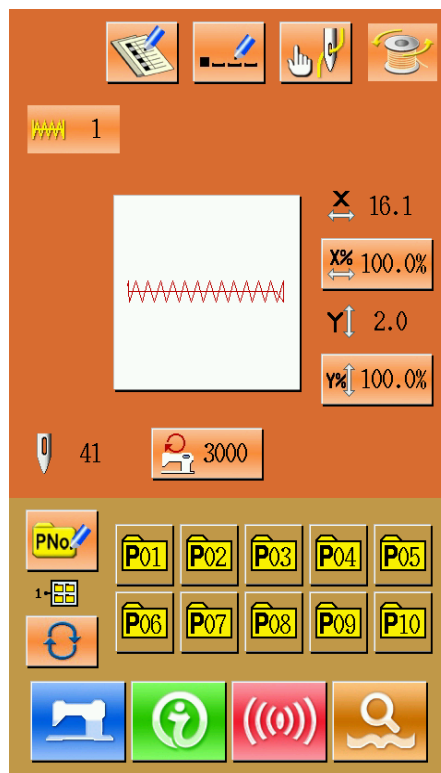 1
X 16.1
X% 100.0%
Y 2.0
Y% 100.0%
41 3000
PNo.
P01 P02 P03 P04 P05
1-
P06 P07 P08 P09 P10